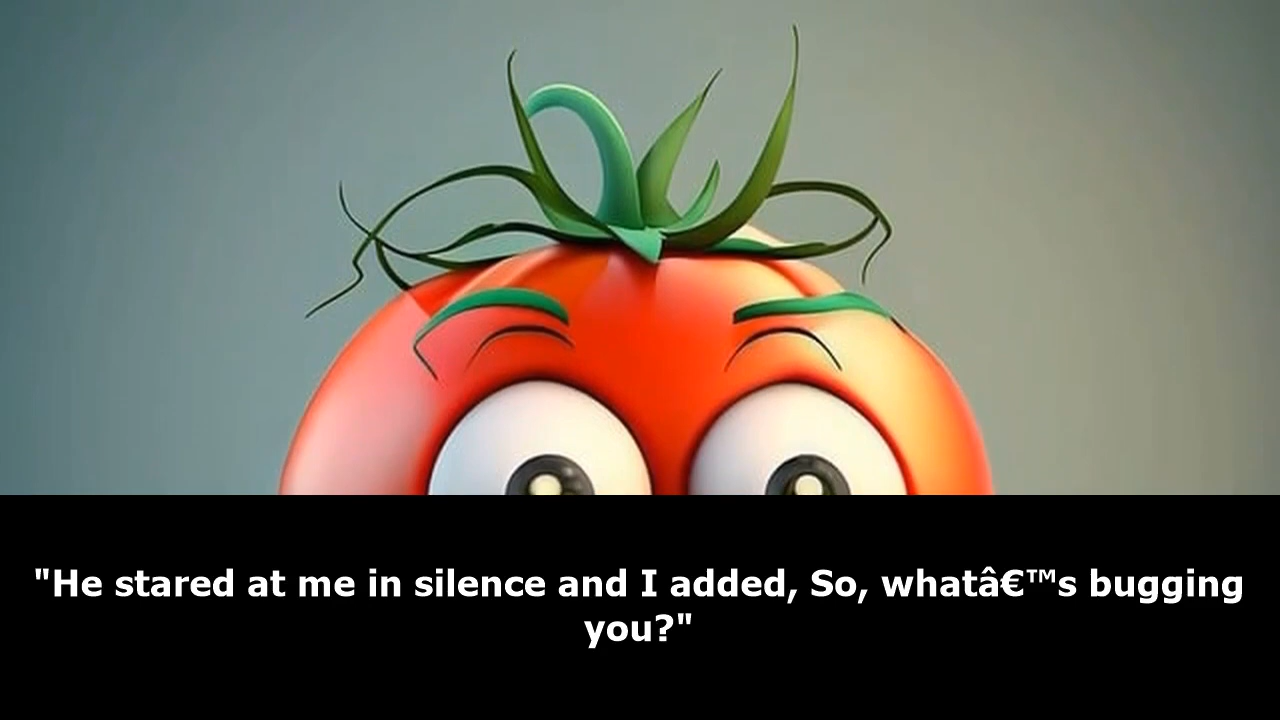 "He stared at me in silence and I added, So, whatâ€™s bugging
you?"